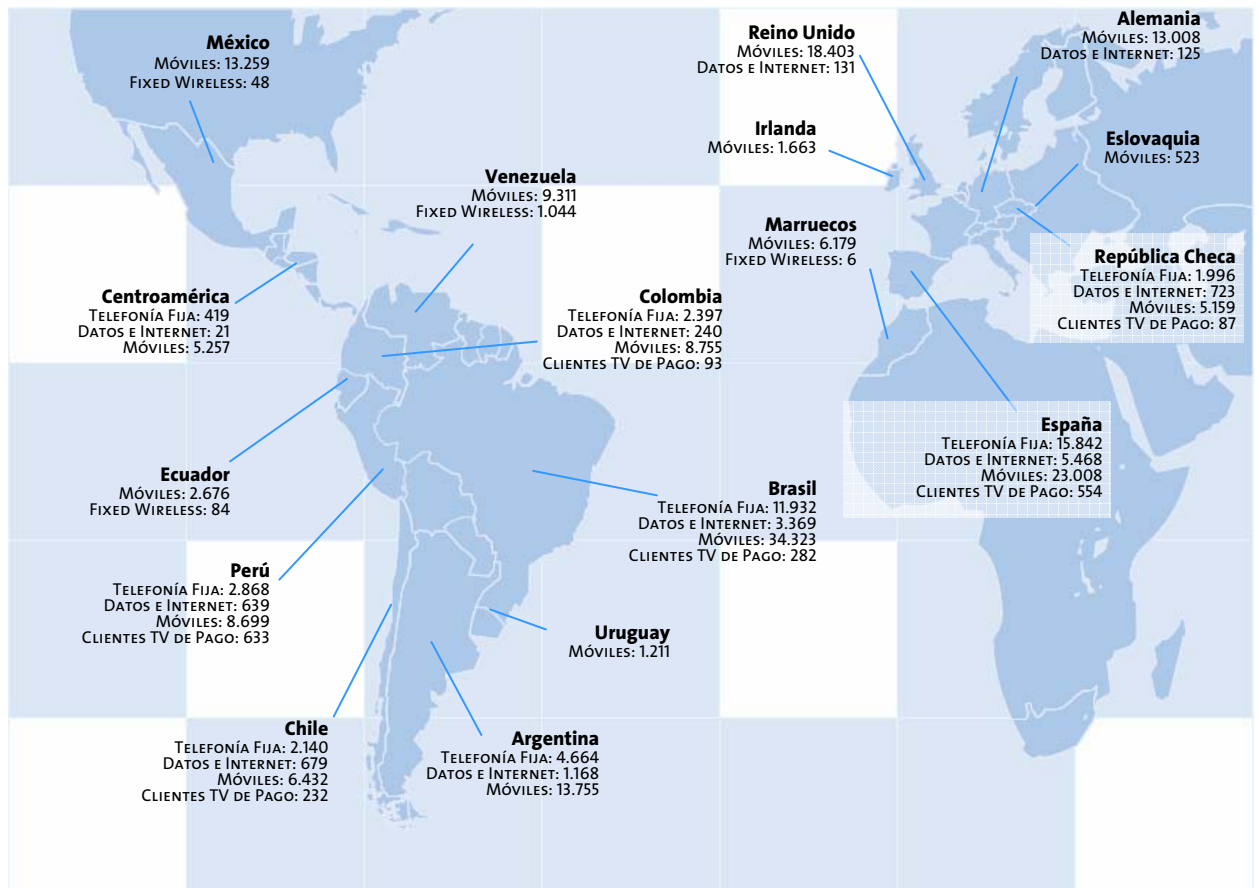 México
Móviles: 13.259
Fixed Wireless: 48
Reino Unido
Móviles: 18.403
Datos e Internet: 131
Alemania
Móviles: 13.008
Datos e Internet: 125
Irlanda
Móviles: 1.663
Eslovaquia
Móviles: 523
Venezuela
Móviles: 9.311
Fixed Wireless: 1.044
Marruecos
Móviles: 6.179
Fixed Wireless: 6
República Checa
Telefonía Fija: 1.996
Datos e Internet: 723
Móviles: 5.159
Clientes TV de Pago: 87
Centroamérica
Telefonía Fija: 419
Datos e Internet: 21
Móviles: 5.257
Colombia
Telefonía Fija: 2.397
Datos e Internet: 240
Móviles: 8.755
Clientes TV de Pago: 93
España
Telefonía Fija: 15.842
Datos e Internet: 5.468
Móviles: 23.008
Clientes TV de Pago: 554
Ecuador
Móviles: 2.676
Fixed Wireless: 84
Brasil
Telefonía Fija: 11.932
Datos e Internet: 3.369
Móviles: 34.323
Clientes TV de Pago: 282
Perú
Telefonía Fija: 2.868
Datos e Internet: 639
Móviles: 8.699
Clientes TV de Pago: 633
Uruguay
Móviles: 1.211
Chile
Telefonía Fija: 2.140
Datos e Internet: 679
Móviles: 6.432
Clientes TV de Pago: 232
Argentina
Telefonía Fija: 4.664
Datos e Internet: 1.168
Móviles: 13.755